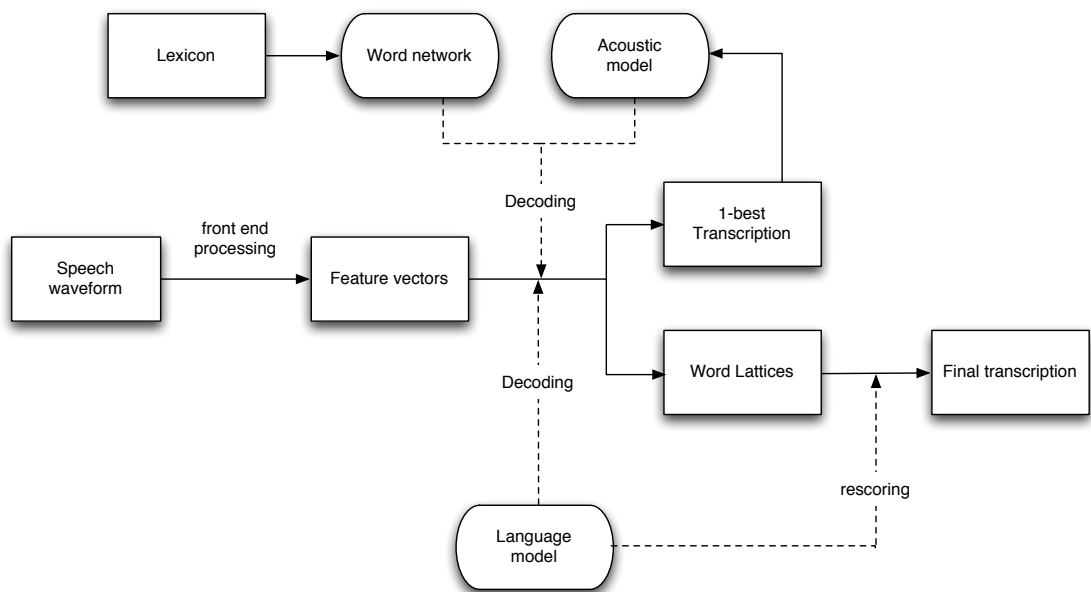 Lexicon
Word network
Acoustic
model
Decoding
1-best
Transcription
front end
processing
Speech
waveform
Feature vectors
Decoding
Word Lattices
Final transcription
rescoring
Language
model